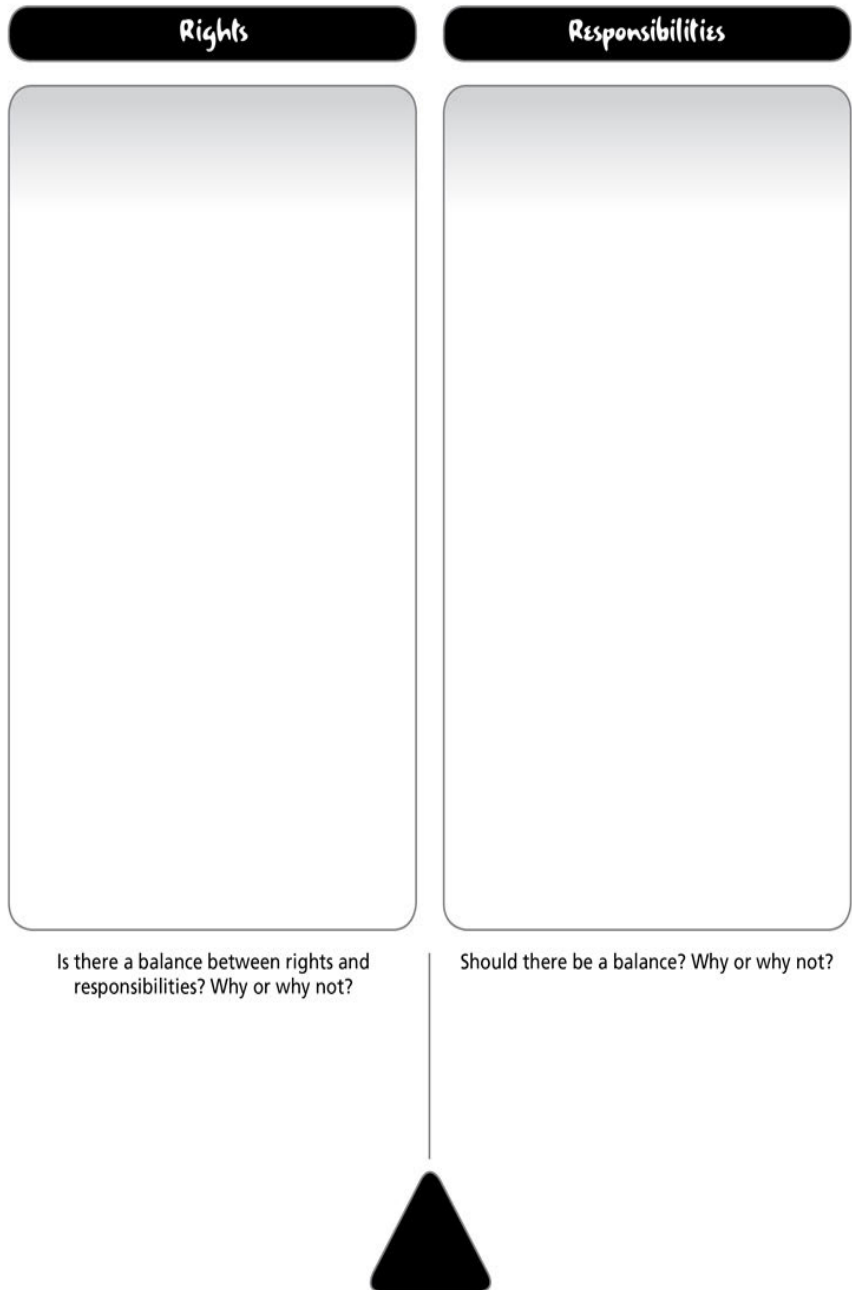 Rights
Responsibilities
Is there a balance between rights and
responsibilities? Why or why not?
Should there be a balance? Why or why not?